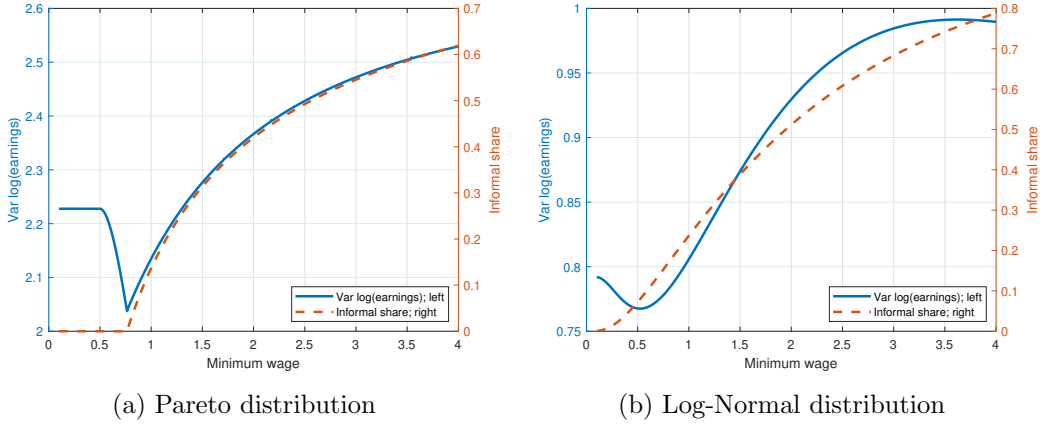 2.6
2.5
2.4
2.3
2.2
2.1
2
Var log(earnings)
0.7
0.6
0.5
0.4
0.3
0.2
0.1
0
Informal share
Var log(earnings); left
Informal share; right
0 0.5 1 1.5 2 2.5 3 3.5 4
Minimum wage
(a) Pareto distribution
1
0.95
0.9
0.85
0.8
0.75
Var log(earnings)
0.8
0.7
0.6
0.5
0.4
0.3
0.2
0.1
0
Informal share
Var log(earnings); left
Informal share; right
0 0.5 1 1.5 2 2.5 3 3.5 4
Minimum wage
(b) Log-Normal distribution